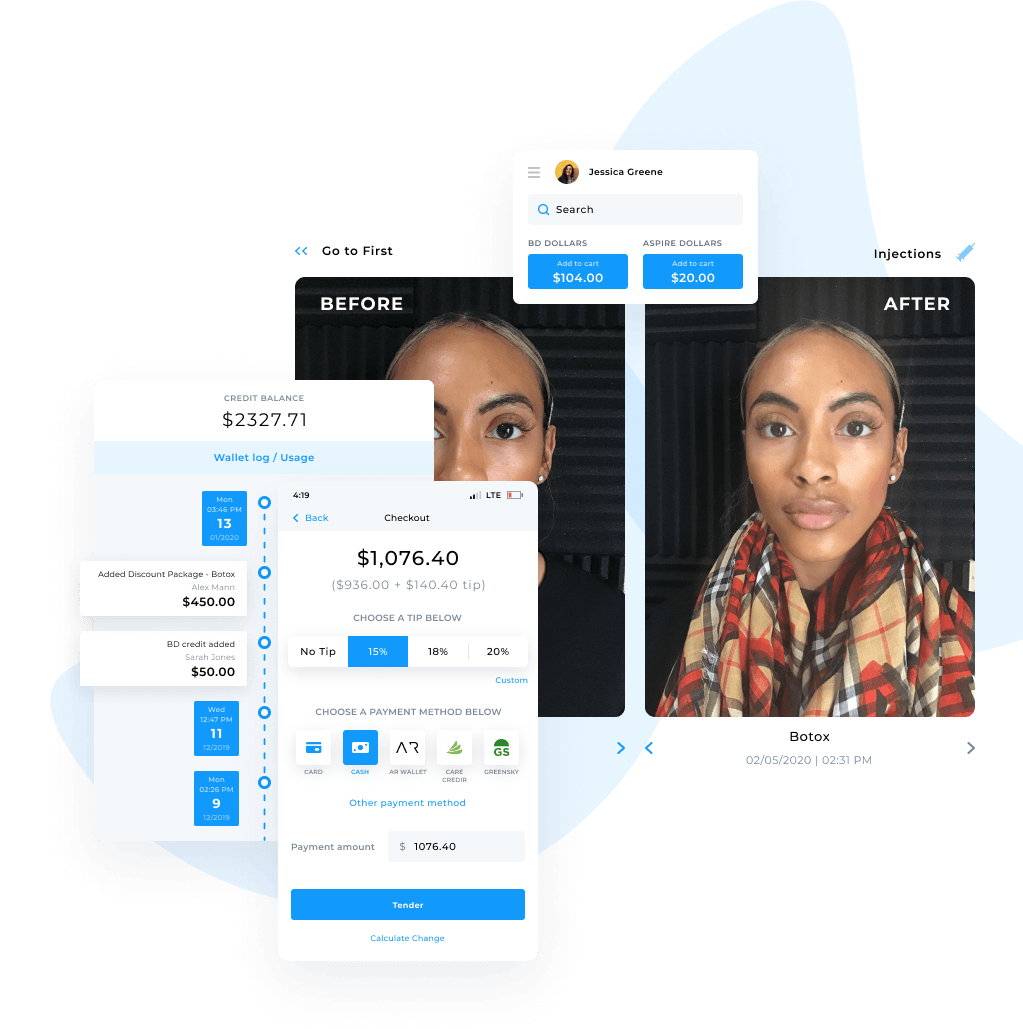 Jessica Greene
Search
BD DOLLARS
ASPIRE DOLLARS
Add to cart
$104.00
Add to cart
$20.00
Go to First
Injections
BEFORE
AFTER
CREDIT BALANCE
$2327.71
Wallet log / Usage
Mon
03:46 PM
13
01/2020
Added Discount Package - Botox
Alex Mann
$450.00
BD credit added
Sarah Jones
$50.00
Wed
12:47 PM
11
12/2019
Mon
02:26 PM
9
12/2019
4:19
LTE
Back
Checkout
$1,076.40
($936.00 + $140.40 tip)
CHOOSE A TIP BELOW
No Tip
15%
18%
20%
Custom
CHOOSE A PAYMENT METHOD BELOW
AR
GS
CARD
CASH
AR WALLET
CARE
CREDIR
GREENSKY
Other payment method
Payment amount
$ 1076.40
Tender
Calculate Change
Botox
02/05/2020 | 02:31 PM